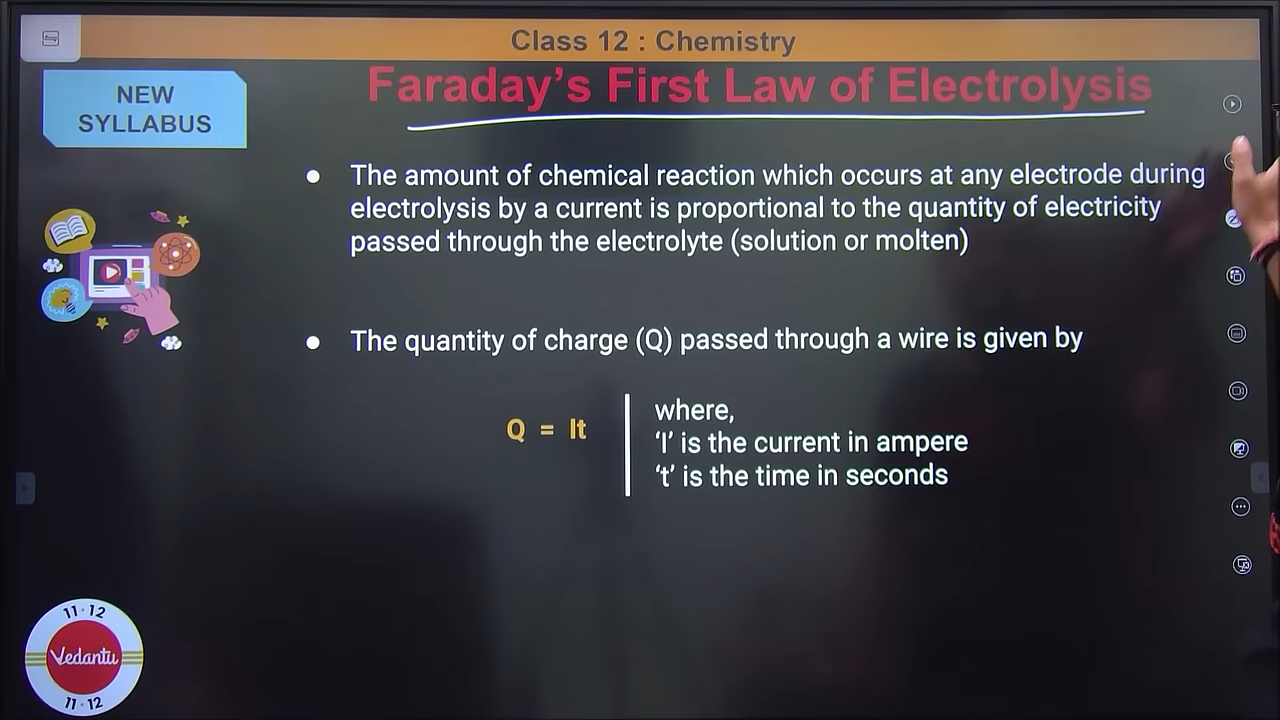 Class 12 : Chemistry
Faraday’s First Law of Electrolysis
NEW
SYLLABUS
● The amount of chemical reaction which occurs at any electrode during
electrolysis by a current is proportional to the quantity of electricity
passed through the electrolyte (solution or molten)
● The quantity of charge (Q) passed through a wire is given by
Q = It
where,
‘I’ is the current in ampere
‘t’ is the time in seconds
11·12
Vedantu
11·12